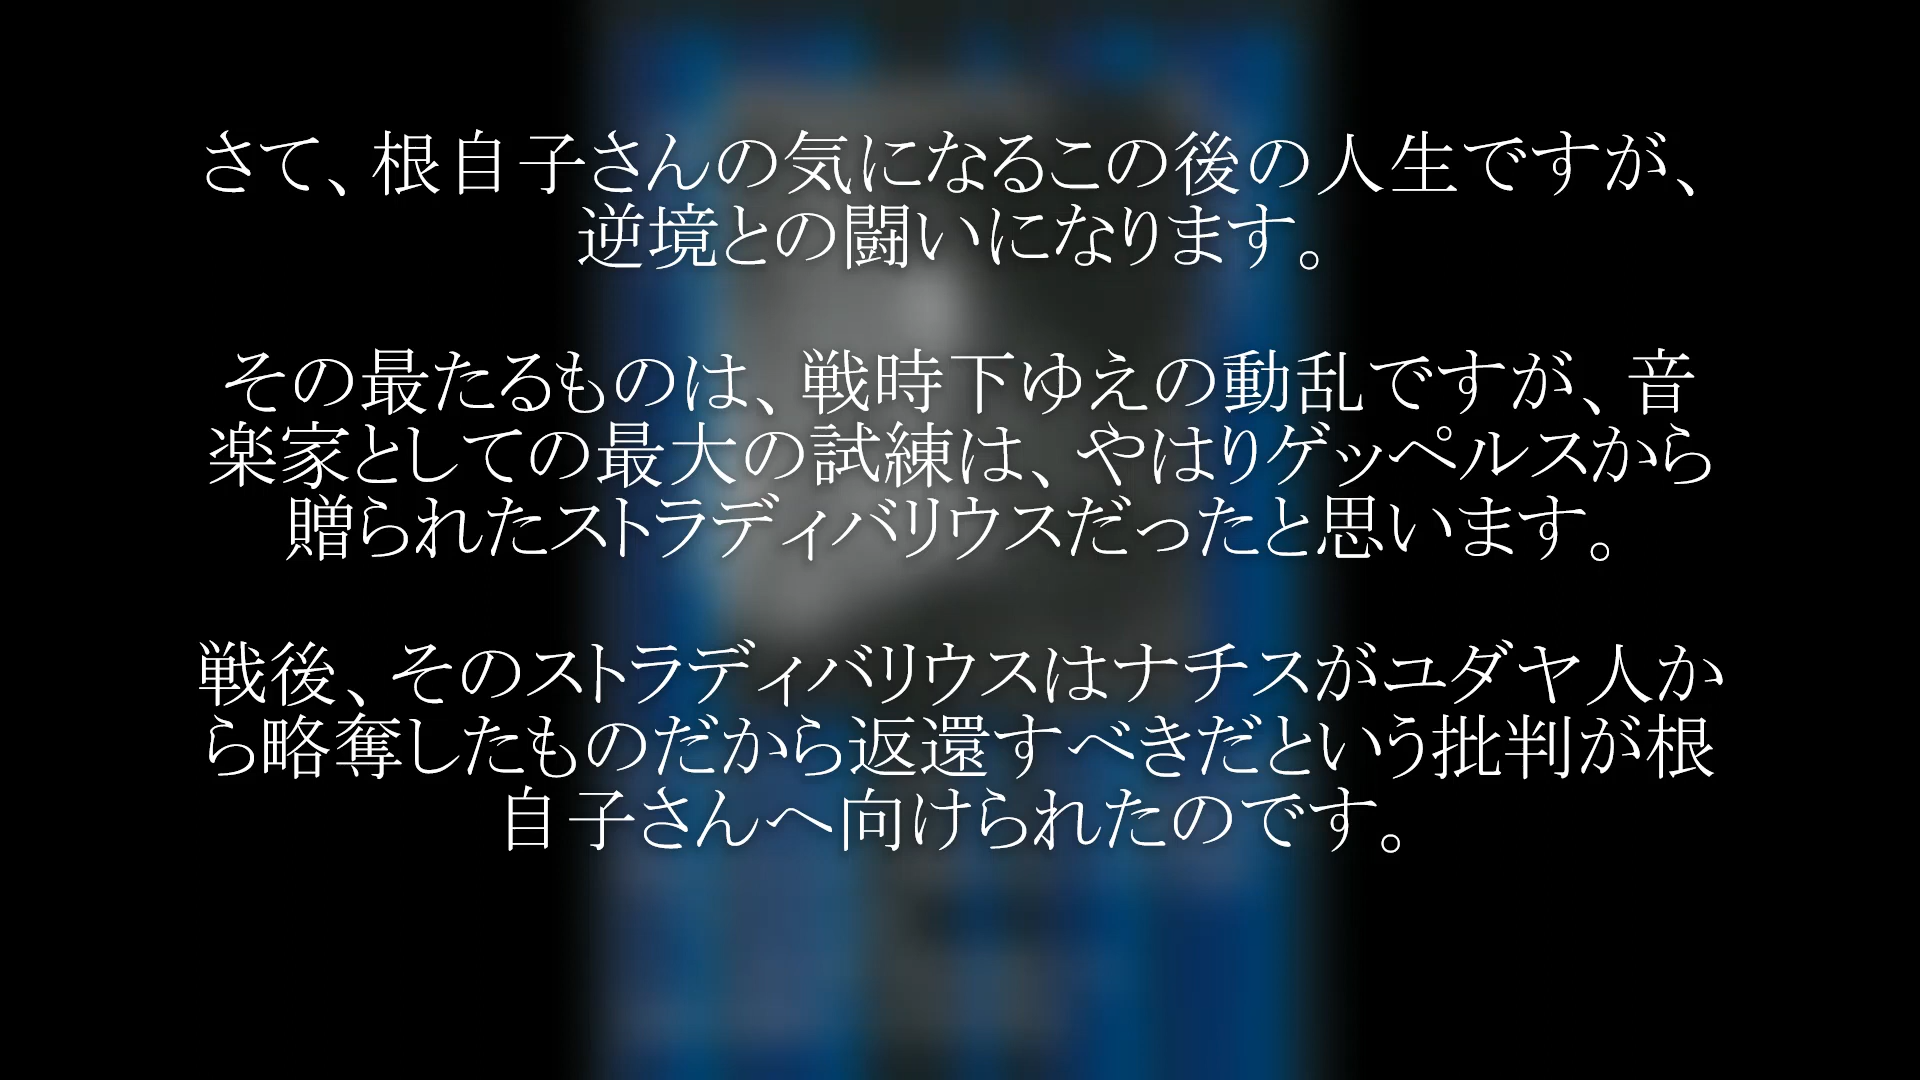 さて、根自子さんの気になるこの後の人生ですが、
逆境との闘いになります。
その最たるものは、戦時下ゆえの動乱ですが、音
楽家としての最大の試練は、やはりゲッペルスから
贈られたストラディバリウスだったと思います。
戦後、そのストラディバリウスはナチスがユダヤ人か
ら略奪したものだから返還すべきだという批判が根
自子さんへ向けられたのです。